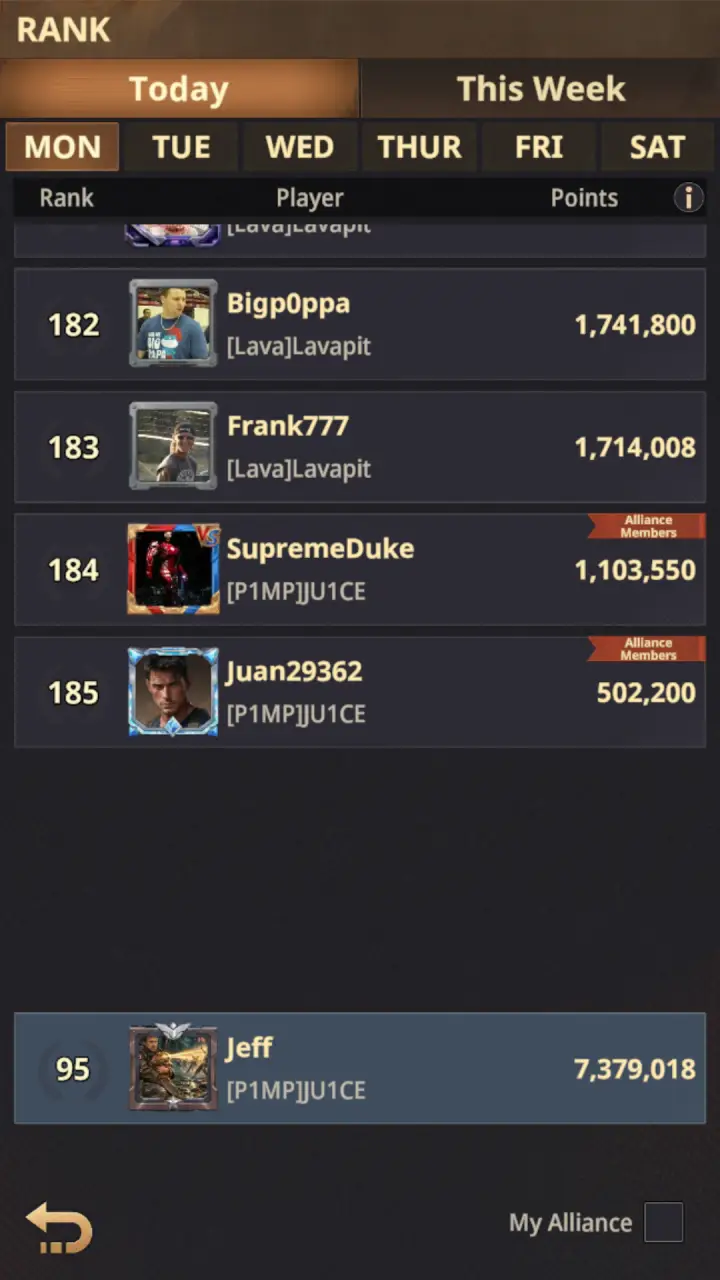 RANK
Today
This Week
MON TUE WED THUR FRI SAT
Rank Player Points
[Lava]Lavapit
182
Bigp0ppa
[Lava]Lavapit
1,741,800
183
Frank777
[Lava]Lavapit
1,714,008
184
SupremeDuke
[P1MP]JU1CE
Alliance
Members
1,103,550
185
Juan29362
[P1MP]JU1CE
Alliance
Members
502,200
95
Jeff
[P1MP]JU1CE
7,379,018
My Alliance